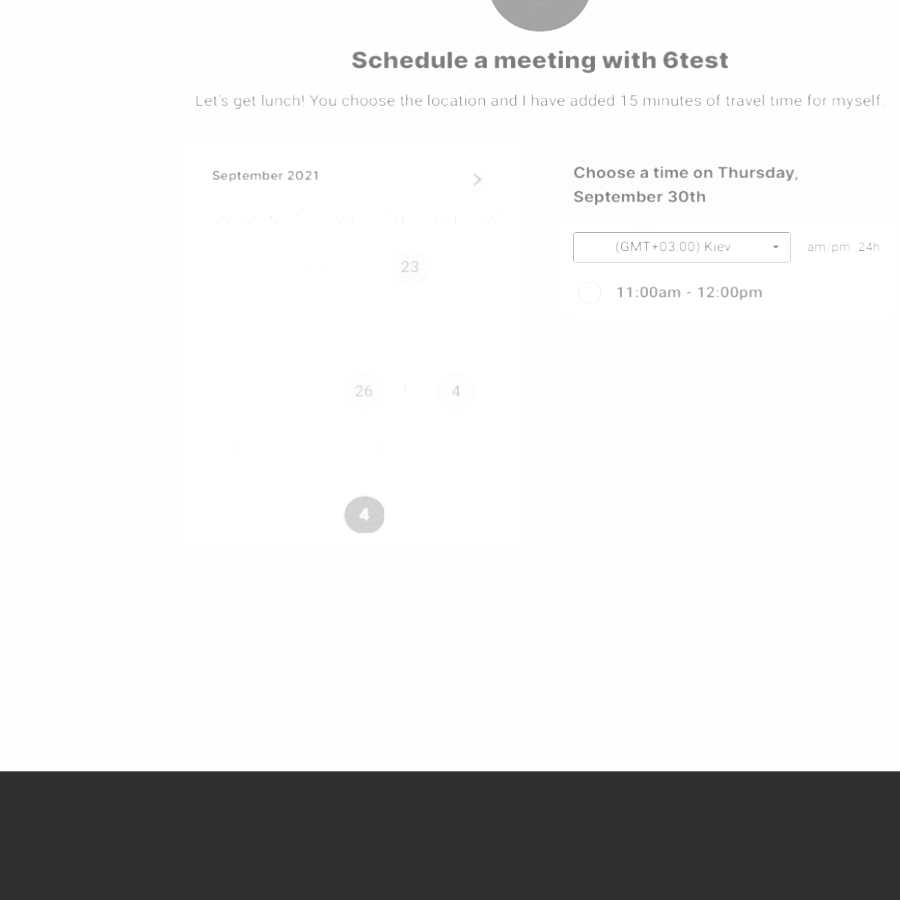 Schedule a meeting with 6test
Let's get lunch! You choose the location and I have added 15 minutes of travel time for myself.
September 2021
23
26 4
4
Choose a time on Thursday,
September 30th
(GMT+03:00) Kiev am/pm 24h
11:00am - 12:00pm